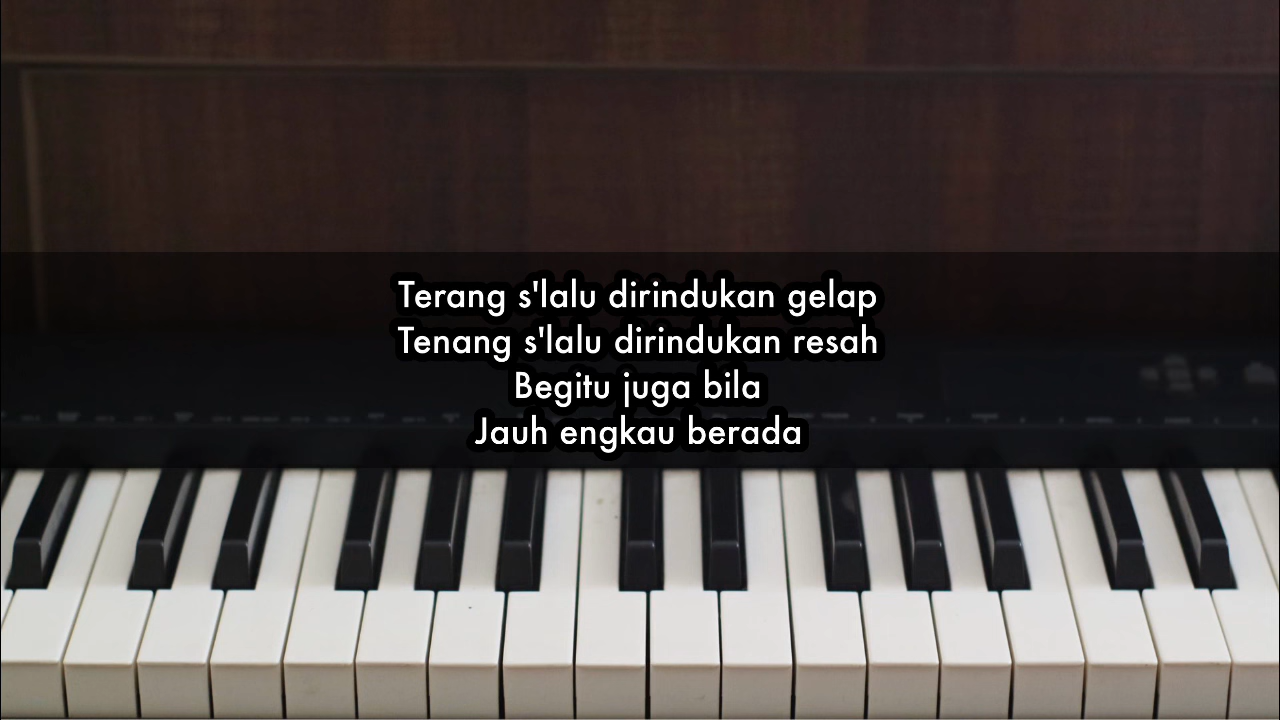 Terang s'lalu dirindukan gelap
Tenang s'lalu dirindukan resah
Begitu juga bila
Jauh engkau berada